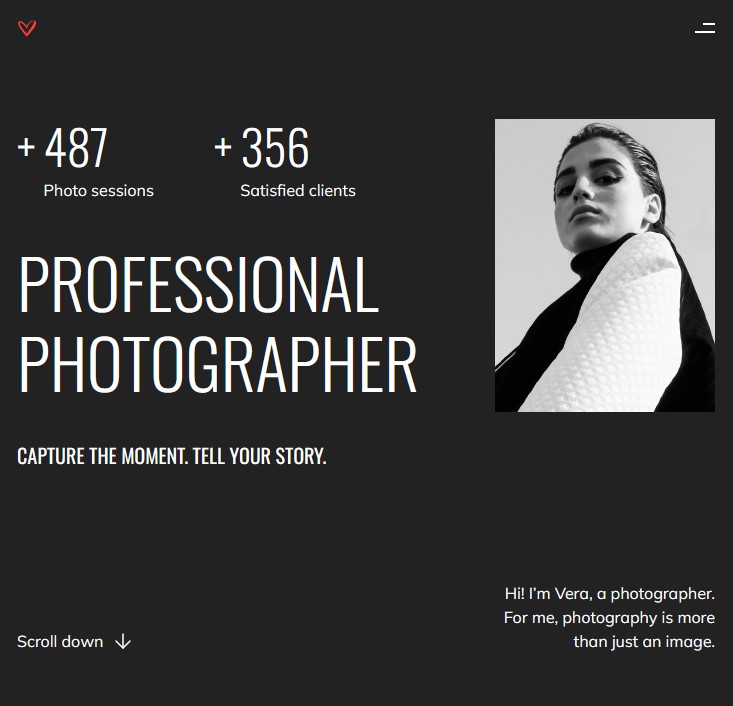 + 487
Photo sessions
+ 356
Satisfied clients
PROFESSIONAL
PHOTOGRAPHER
CAPTURE THE MOMENT. TELL YOUR STORY.
Hi! I’m Vera, a photographer.
For me, photography is more
than just an image.
Scroll down